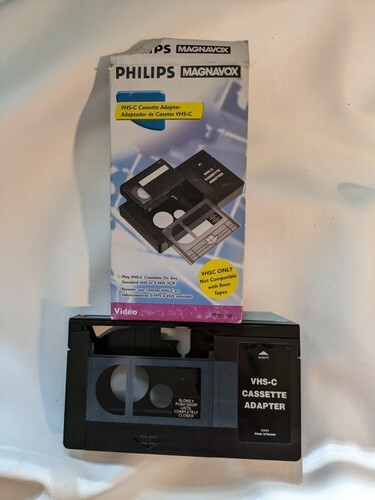 PS MAGNAVOX
PHILIPS MAGNAVOX
VHS-C Cassette Adapter
Adaptador de Casetes VHS-C
VHS-C
CASSETTE
ADAPTER
Play VHS-C Cassettes On Any
Standard VHS or S-VHS VCR
VHSC ONLY
Not Compatible
with 8mm
Tapes
Video
INSERT
VHS-C
CASSETTE
ADAPTER
SLOWLY
PUSH DOOR
UNTIL
COMPLETELY
CLOSED